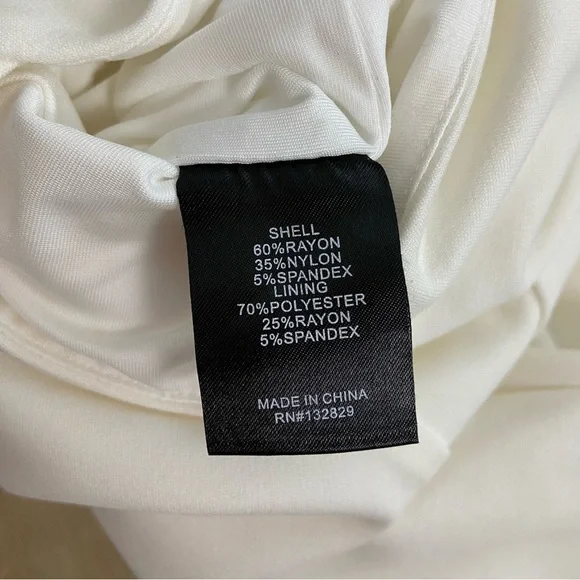 SHELL
60%RAYON
35%NYLON
5%SPANDEX
LINING
70%POLYESTER
25%RAYON
5%SPANDEX
MADE IN CHINA
RN#132829